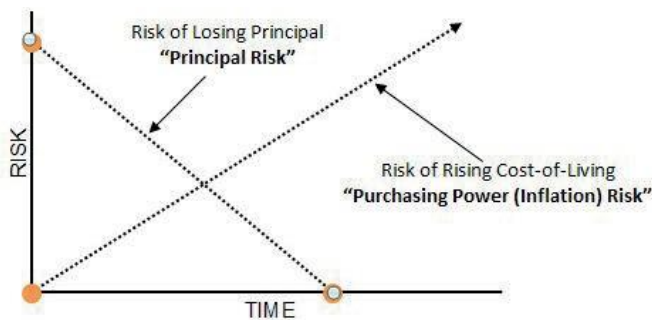 Risk of Losing Principal
“Principal Risk”
RISK
Risk of Rising Cost-of-Living
“Purchasing Power (Inflation) Risk”
TIME